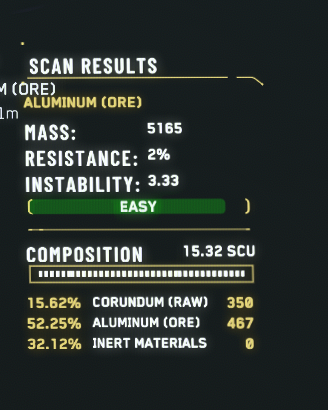 SCAN RESULTS
M (ORE)
ALUMINUM (ORE)
1m
MASS: 5165
RESISTANCE: 2%
INSTABILITY: 3.33
EASY
COMPOSITION 15.32 SCU
15.62% CORUNDUM (RAW) 350
52.25% ALUMINUM (ORE) 467
32.12% INERT MATERIALS 0